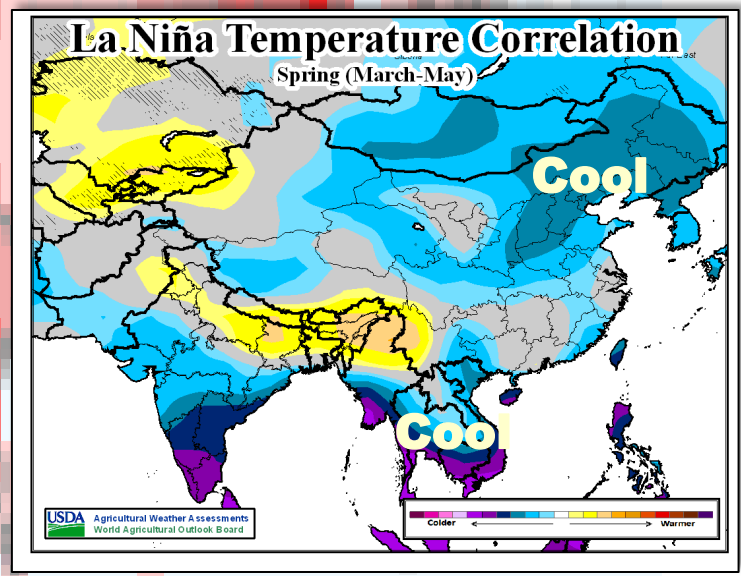 La Niña Temperature Correlation
Spring (March-May)
Cool
Cool
USDA
Agricultural Weather Assessments
World Agricultural Outlook Board
Colder
Warmer